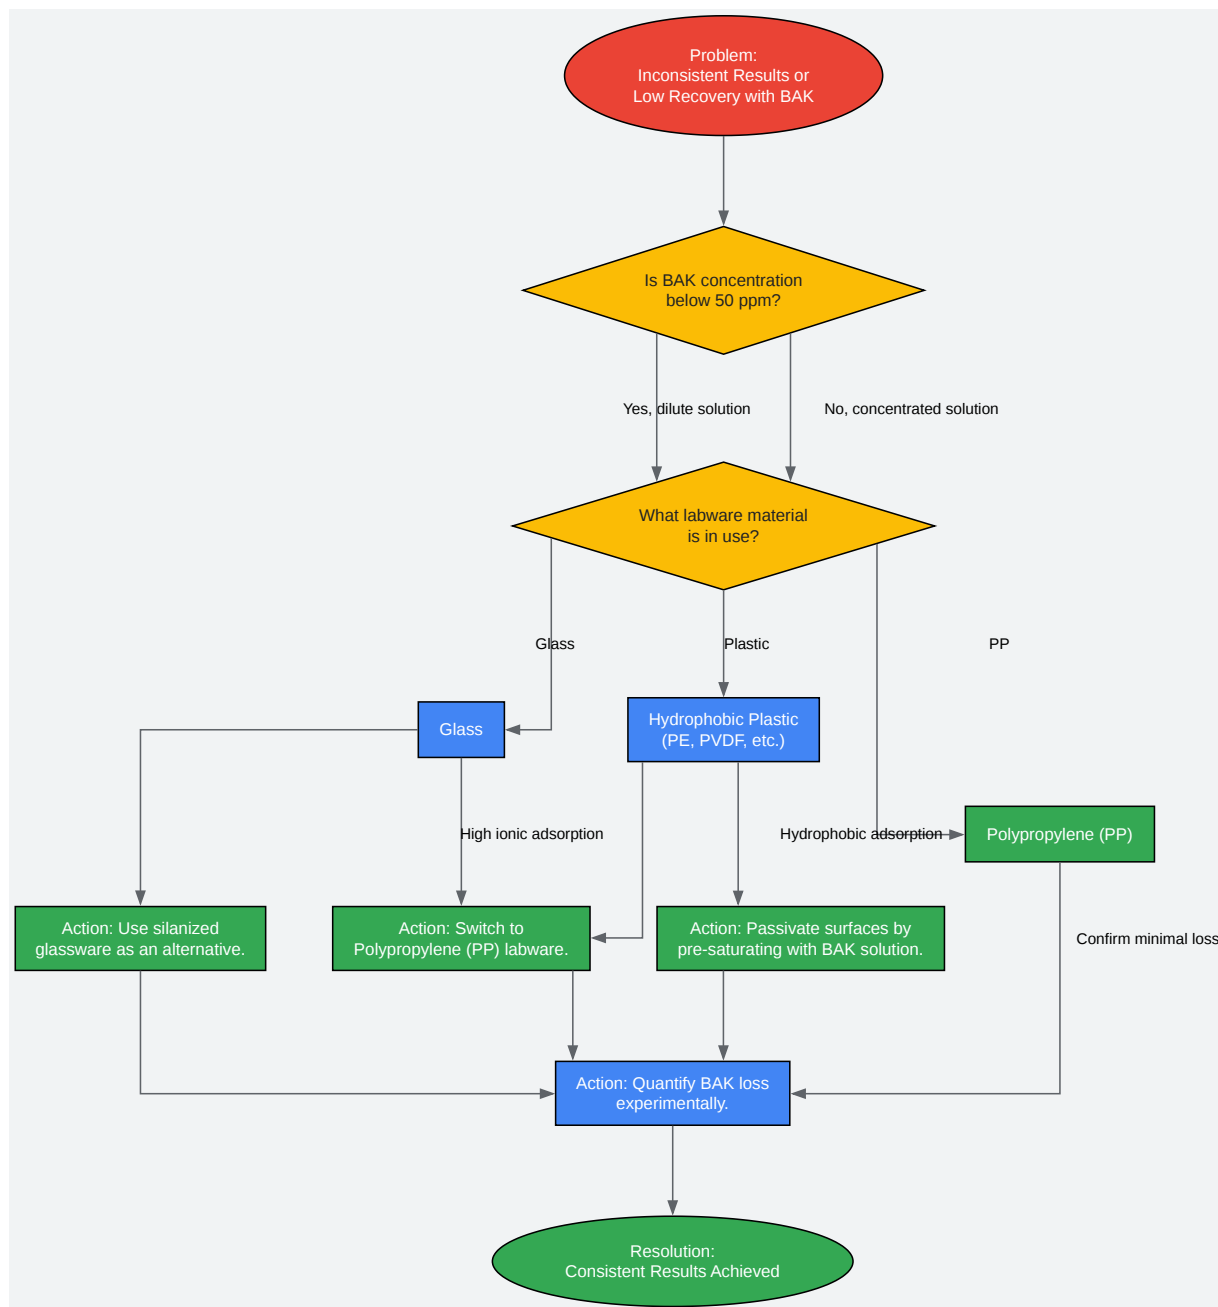 Problem:
Inconsistent Results or
Low Recovery with BAK
Is BAK concentration
below 50 ppm?
Yes, dilute solution
No, concentrated solution
What labware material
is in use?
Glass
Plastic
PP
Glass
Hydrophobic Plastic
(PE, PVDF, etc.)
High ionic adsorption
Hydrophobic adsorption
Polypropylene (PP)
Action: Use silanized
glassware as an alternative.
Action: Switch to
Polypropylene (PP) labware.
Action: Passivate surfaces by
pre-saturating with BAK solution.
Confirm minimal loss
Action: Quantify BAK loss
experimentally.
Resolution:
Consistent Results Achieved